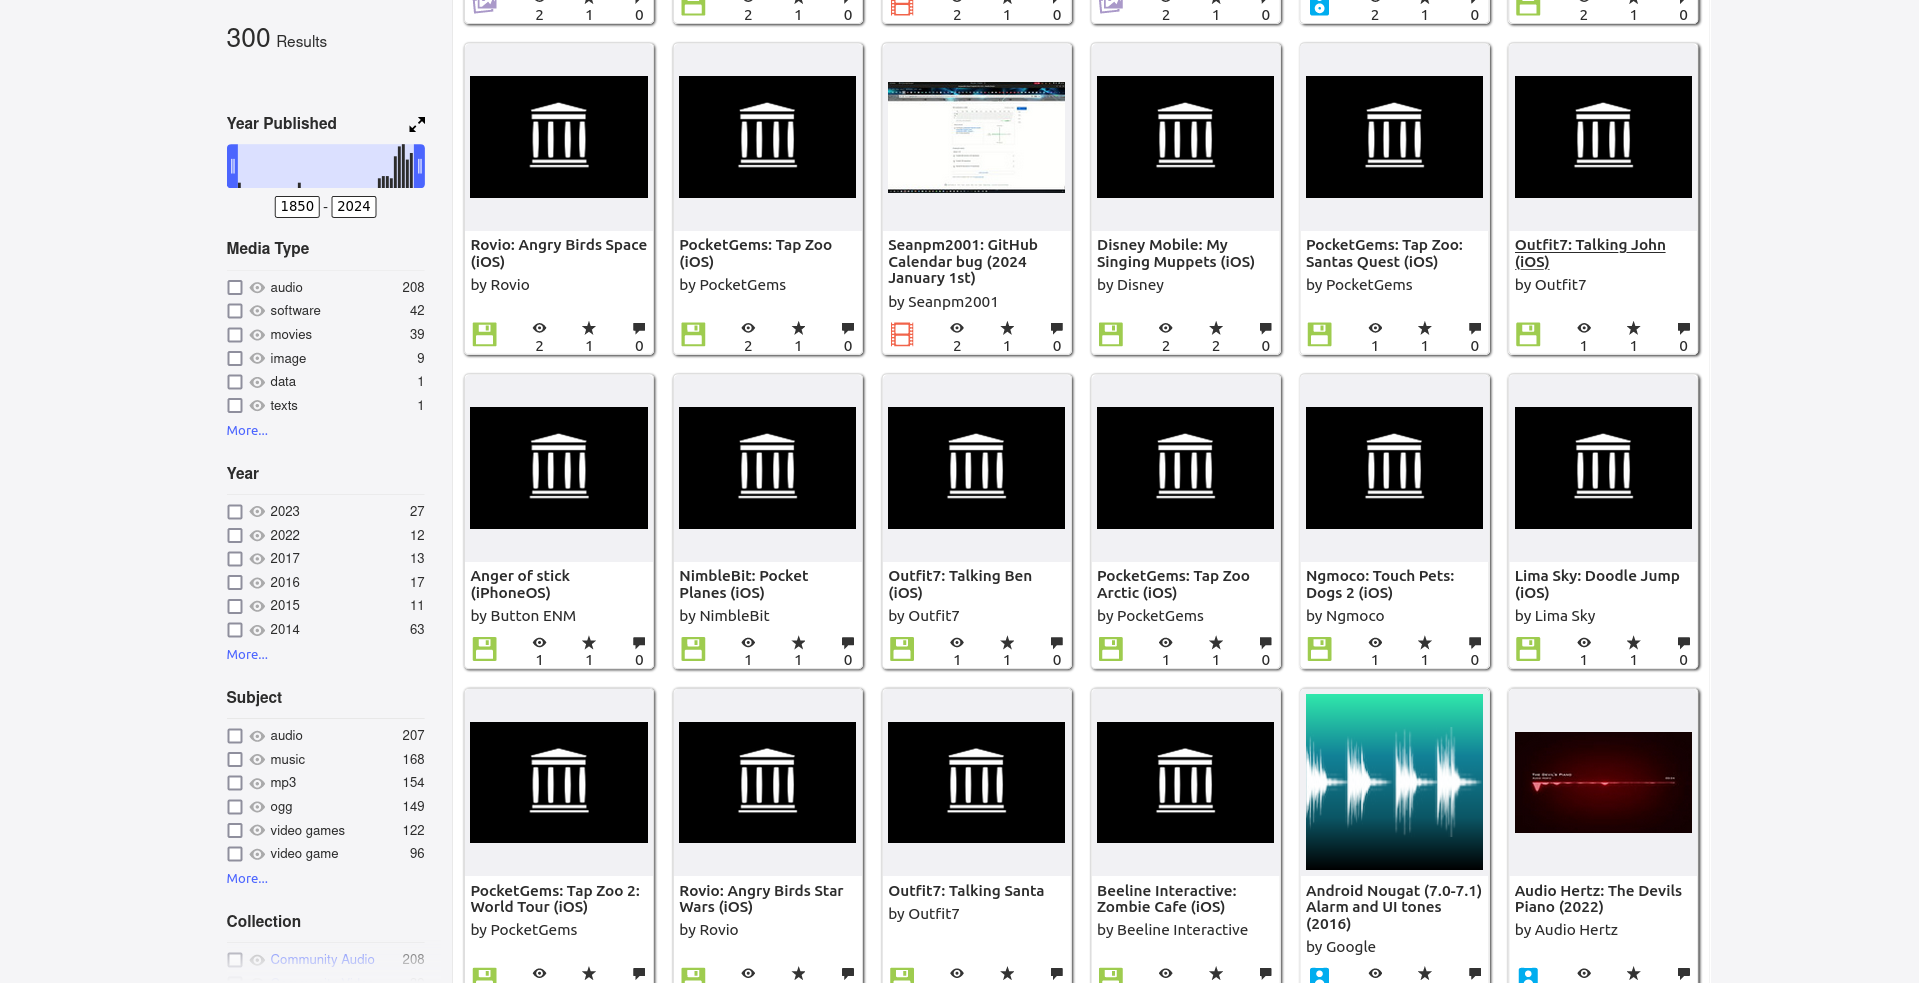 300 Results
Year Published
1850 - 2024
Media Type
audio 208
software 42
movies 39
image 9
data 1
texts 1
More...
Year
2023 27
2022 12
2017 13
2016 17
2015 11
2014 63
More...
Subject
audio 207
music 168
mp3 154
ogg 149
video games 122
video game 96
More...
Collection
Community Audio 208
2 1 0
2 1 0
2 1 0
2 1 0
2 1 0
2 1 0
Rovio: Angry Birds Space
(iOS)
by Rovio
2 1 0
PocketGems: Tap Zoo
(iOS)
by PocketGems
2 1 0
Seanpm2001: GitHub
Calendar bug (2024
January 1st)
by Seanpm2001
2 1 0
Disney Mobile: My
Singing Muppets (iOS)
by Disney
2 2 0
PocketGems: Tap Zoo:
Santas Quest (iOS)
by PocketGems
1 1 0
Outfit7: Talking John
(iOS)
by Outfit7
1 1 0
Anger of stick
(iPhoneOS)
by Button ENM
1 1 0
NimbleBit: Pocket
Planes (iOS)
by NimbleBit
1 1 0
Outfit7: Talking Ben
(iOS)
by Outfit7
1 1 0
PocketGems: Tap Zoo
Arctic (iOS)
by PocketGems
1 1 0
Ngmoco: Touch Pets:
Dogs 2 (iOS)
by Ngmoco
1 1 0
Lima Sky: Doodle Jump
(iOS)
by Lima Sky
1 1 0
PocketGems: Tap Zoo 2:
World Tour (iOS)
by PocketGems
Rovio: Angry Birds Star
Wars (iOS)
by Rovio
Outfit7: Talking Santa
by Outfit7
Beeline Interactive:
Zombie Cafe (iOS)
by Beeline Interactive
Android Nougat (7.0-7.1)
Alarm and UI tones
(2016)
by Google
The Devil's Piano
Audio Hertz: The Devils
Piano (2022)
by Audio Hertz